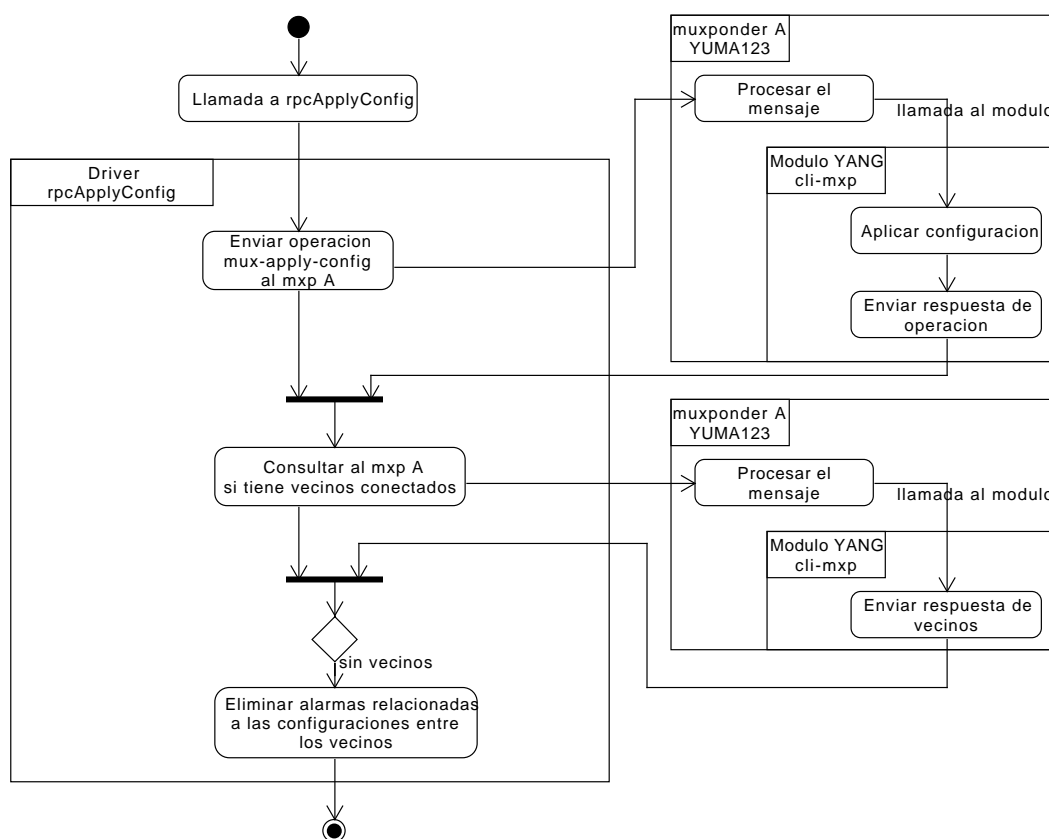 muxponder A
YUMA123
Llamada a rpcApplyConfig
Procesar el
mensaje
llamada al modulo
Driver
rpcApplyConfig
Modulo YANG
cli-mxp
Enviar operacion
mux-apply-config
al mxp A
Aplicar configuracion
Enviar respuesta de
operacion
muxponder A
YUMA123
Consultar al mxp A
si tiene vecinos conectados
Procesar el
mensaje
llamada al modulo
Modulo YANG
cli-mxp
Enviar respuesta de
vecinos
sin vecinos
Eliminar alarmas relacionadas
a las configuraciones entre
los vecinos